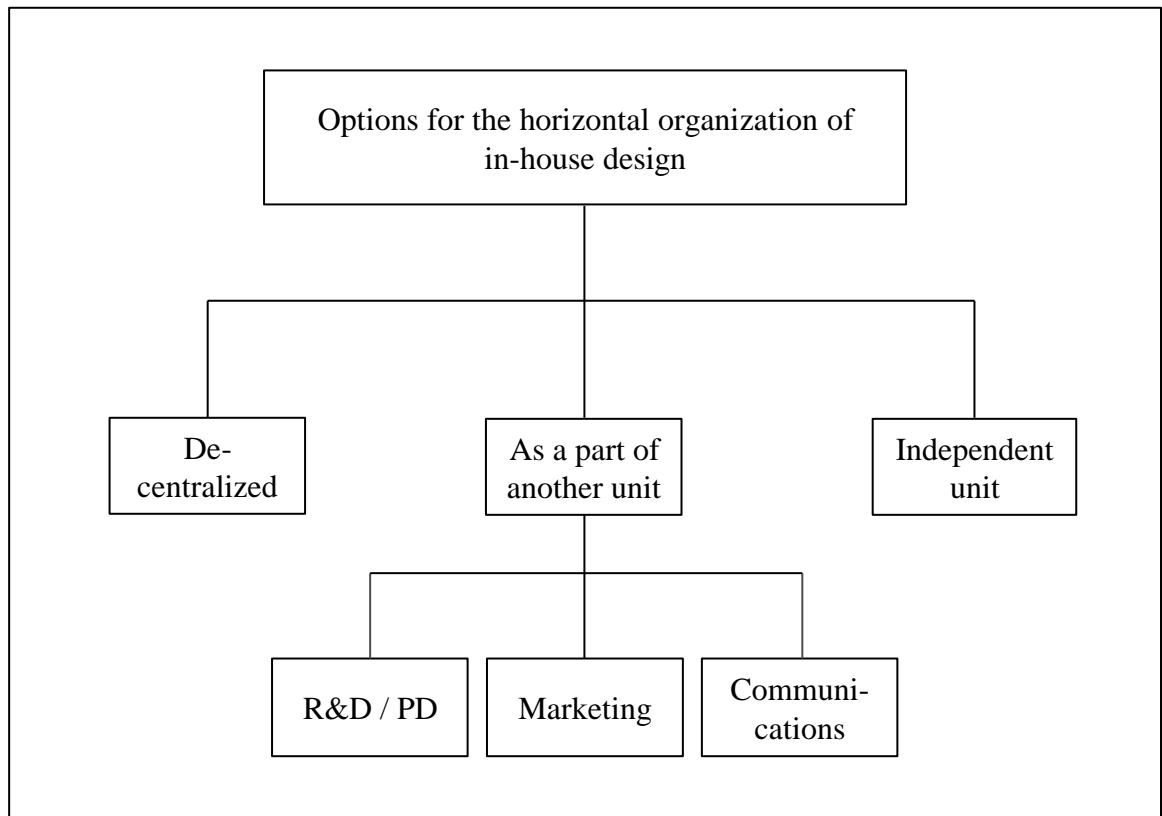 Options for the horizontal organization of
in-house design
De-
centralized
As a part of
another unit
Independent
unit
R&D / PD
Marketing
Communi-
cations